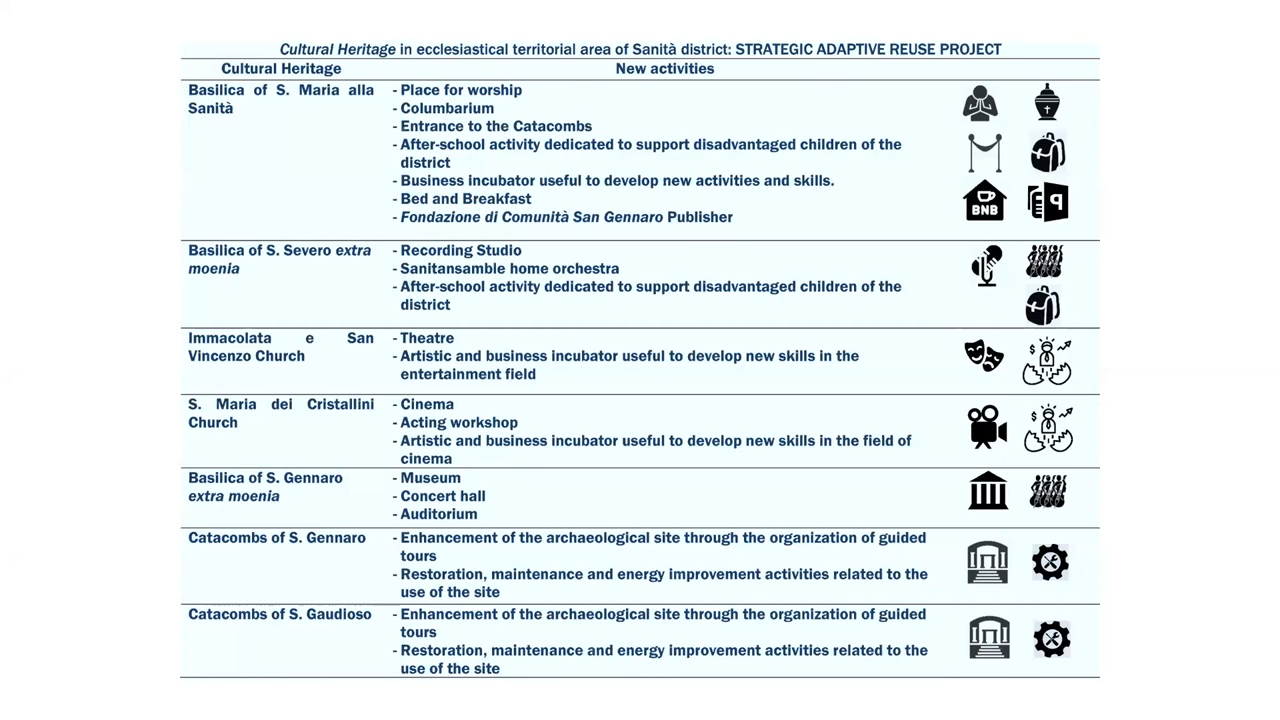 Cultural Heritage in ecclesiastical territorial area of Sanità district: STRATEGIC ADAPTIVE REUSE PROJECT
Cultural Heritage New activities
Basilica of S. Maria alla
Sanità
- Place for worship
- Columbarium
- Entrance to the Catacombs
- After-school activity dedicated to support disadvantaged children of the
district
- Business incubator useful to develop new activities and skills.
- Bed and Breakfast
- Fondazione di Comunità San Gennaro Publisher
BNB
q
Basilica of S. Severo extra
moenia
- Recording Studio
- Sanitansamble home orchestra
- After-school activity dedicated to support disadvantaged children of the
district
Immacolata e San
Vincenzo Church
- Theatre
- Artistic and business incubator useful to develop new skills in the
entertainment field
$
S. Maria dei Cristallini
Church
- Cinema
- Acting workshop
- Artistic and business incubator useful to develop new skills in the field of
cinema
$
Basilica of S. Gennaro
extra moenia
- Museum
- Concert hall
- Auditorium
Catacombs of S. Gennaro
- Enhancement of the archaeological site through the organization of guided
tours
- Restoration, maintenance and energy improvement activities related to the
use of the site
Catacombs of S. Gaudioso
- Enhancement of the archaeological site through the organization of guided
tours
- Restoration, maintenance and energy improvement activities related to the
use of the site